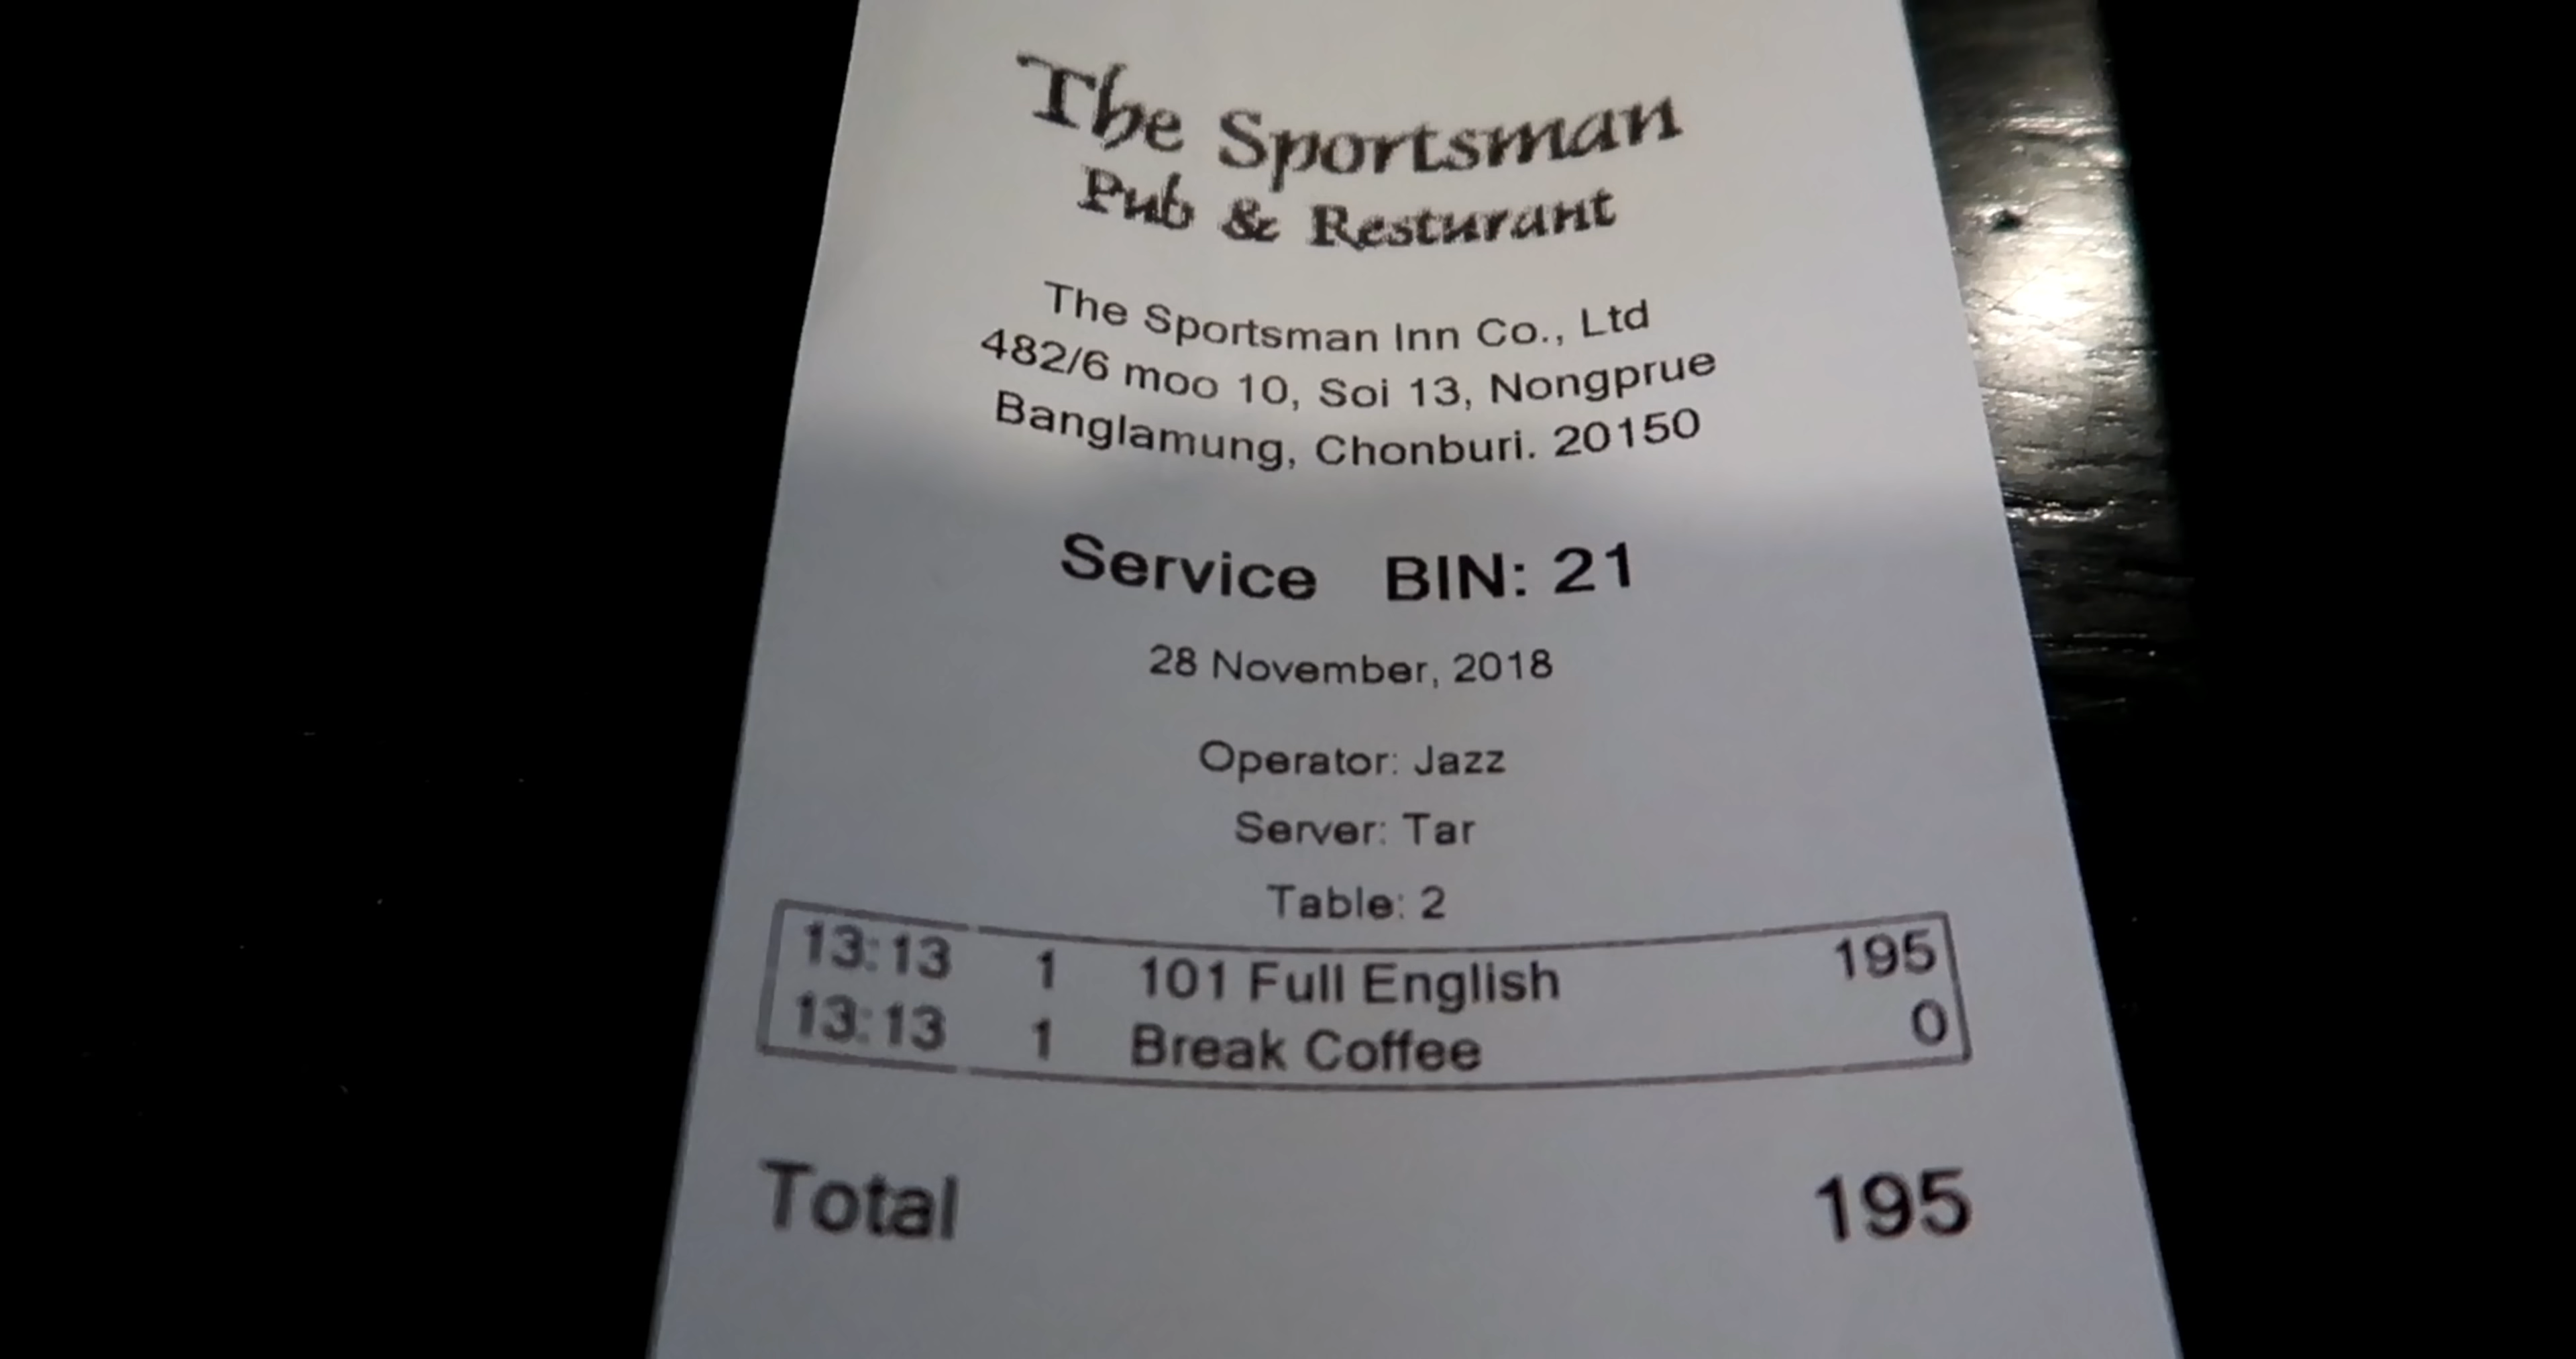 The Sportsman
Pub & Resturant
The Sportsman Inn Co., Ltd
482/6 moo 10, Soi 13, Nongprue
Banglamung, Chonburi. 20150
Service BIN: 21
28 November, 2018
Operator: Jazz
Server: Tar
Table: 2
13:13 1 101 Full English 195
13:13 1 Break Coffee 0
Total 195